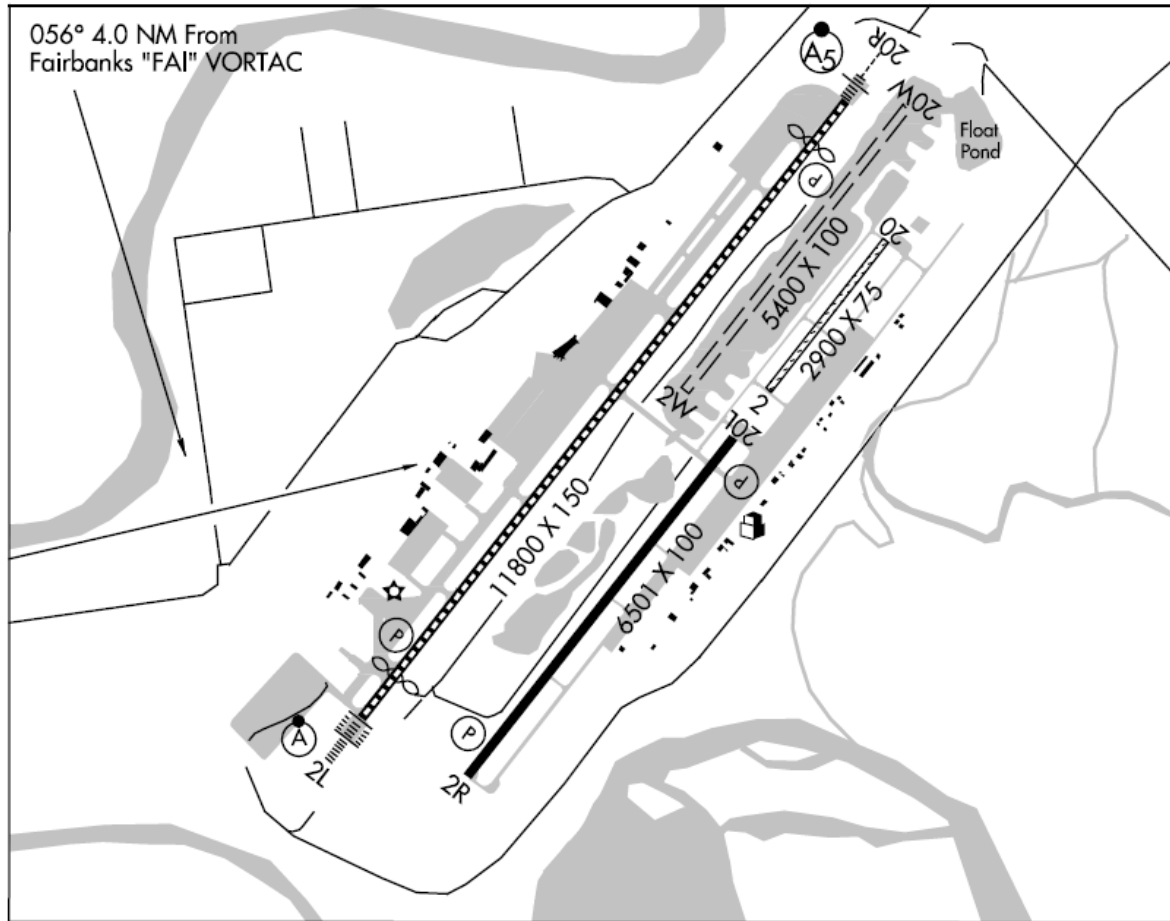 056° 4.0 NM From
Fairbanks "FAI" VORTAC
A5
20R
20W
Float
Pond
P
20
5400 X 100
2900 X 75
2W
2
20L
P
11800 X 150
6501 X 100
P
A
P
2L
2R